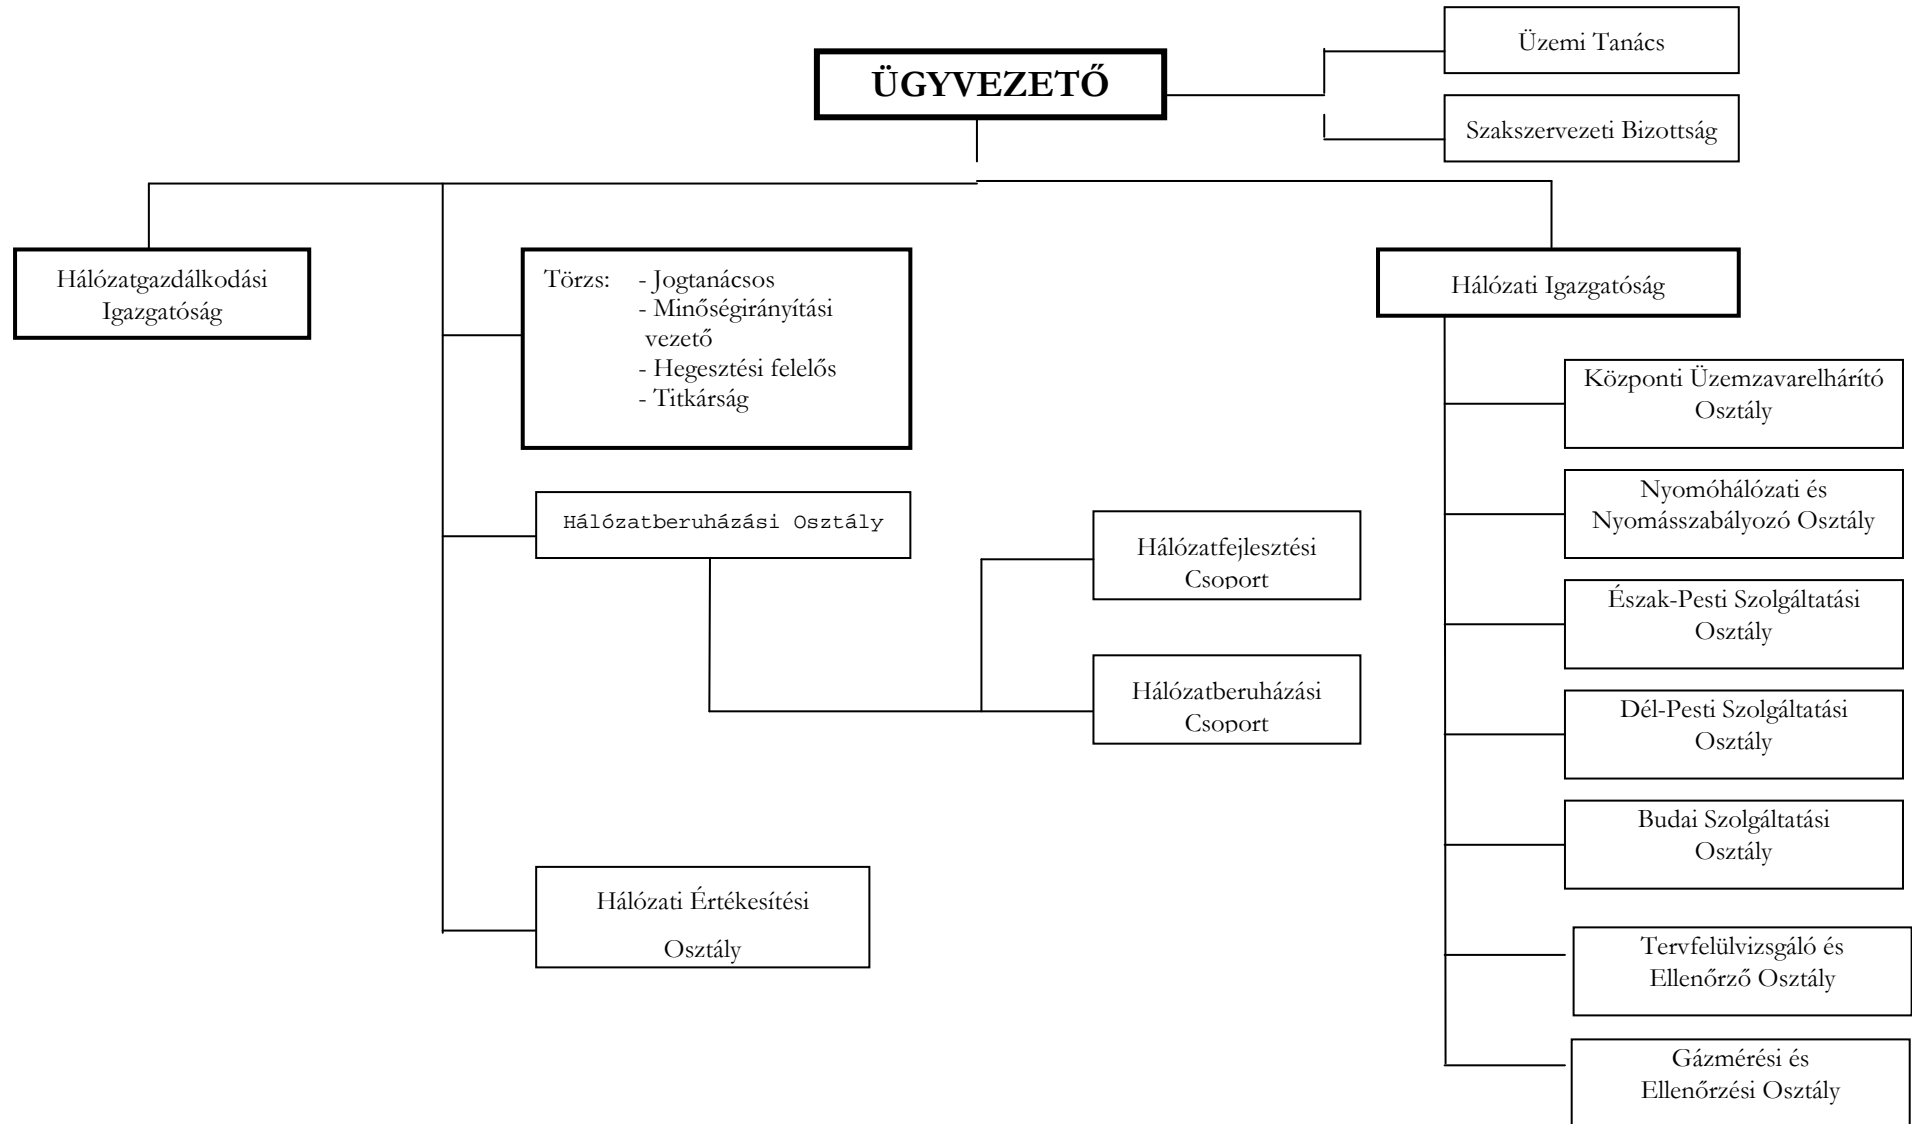 Üzemi Tanács
ÜGYVEZETŐ
Szakszervezeti Bizottság
Hálózatgazdálkodási
Igazgatóság
Törzs: - Jogtanácsos
- Minőségirányítási
vezető
- Hegesztési felelős
- Titkárság
Hálózatberuházási Osztály
Hálózatfejlesztési
Csoport
Hálózatberuházási
Csoport
Hálózati Értékesítési
Osztály
Hálózati Igazgatóság
Központi Üzemzavarelhárító
Osztály
Nyomóhálózati és
Nyomásszabályozó Osztály
Észak-Pesti Szolgáltatási
Osztály
Dél-Pesti Szolgáltatási
Osztály
Budai Szolgáltatási
Osztály
Tervfelülvizsgáló és
Ellenőrző Osztály
Gázmérési és
Ellenőrzési Osztály